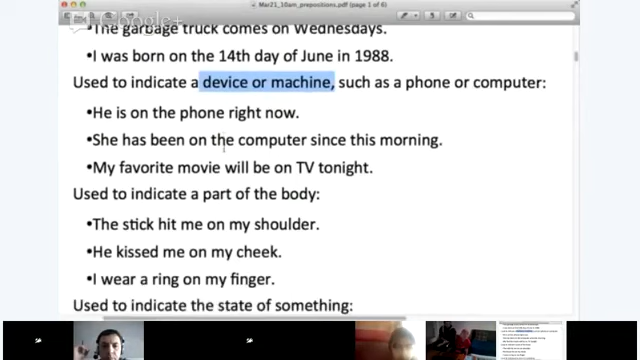 Mar21_10am_prepositions.pdf (page 1 of 6)
Google+
•The garbage truck comes on Wednesdays.
•I was born on the 14th day of June in 1988.
Used to indicate a device or machine, such as a phone or computer:
•He is on the phone right now.
•She has been on the computer since this morning.
•My favorite movie will be on TV tonight.
Used to indicate a part of the body:
•The stick hit me on my shoulder.
•He kissed me on my cheek.
•I wear a ring on my finger.
Used to indicate the state of something: